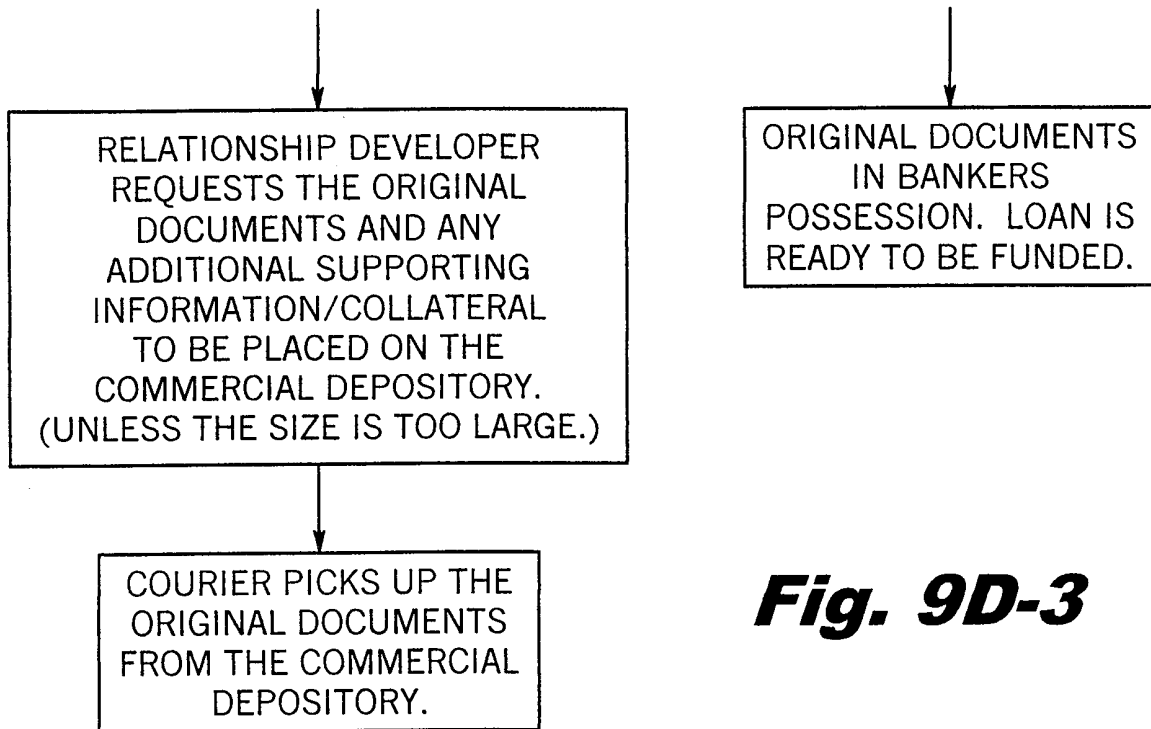 RELATIONSHIP DEVELOPER
REQUESTS THE ORIGINAL
DOCUMENTS AND ANY
ADDITIONAL SUPPORTING
INFORMATION/COLLATERAL
TO BE PLACED ON THE
COMMERCIAL DEPOSITORY.
(UNLESS THE SIZE IS TOO LARGE.)
COURIER PICKS UP THE
ORIGINAL DOCUMENTS
FROM THE COMMERCIAL
DEPOSITORY.
ORIGINAL DOCUMENTS
IN BANKERS
POSSESSION. LOAN IS
READY TO BE FUNDED.
Fig. 9D-3